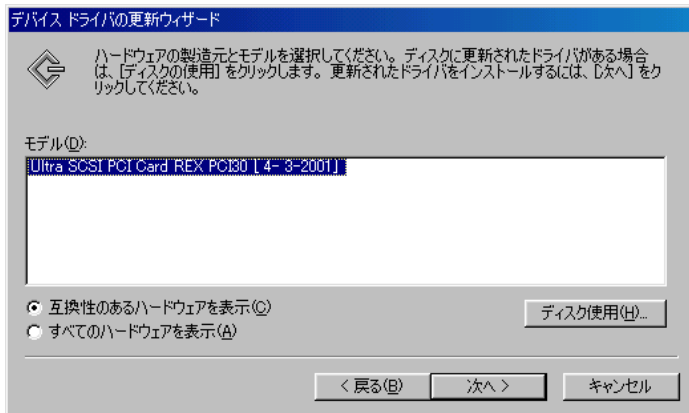 デバイス ドライバの更新ウィザード
ハードウェアの製造元とモデルを選択してください。ディスクに更新されたドライバがある場合
は、[ディスクの使用] をクリックします。更新されたドライバをインストールするには、[次へ] をク
リックしてください。
モデル(D):
Ultra SCSI PCI Card REX PCI30 [ 4- 3-2001]
互換性のあるハードウェアを表示(C)
すべてのハードウェアを表示(A)
ディスク使用(H)...
< 戻る(B)
次へ >
キャンセル